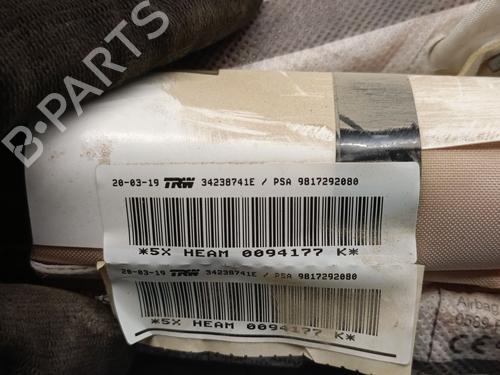 B-PARTS
20-03-19 TRW 34238741E / PSA 9817292080
*5X HEAM 0094177 K*
20-03-19 TRW 34238741E / PSA 9817292080
*5X HEAM 0094177 K*
Airbag
CE